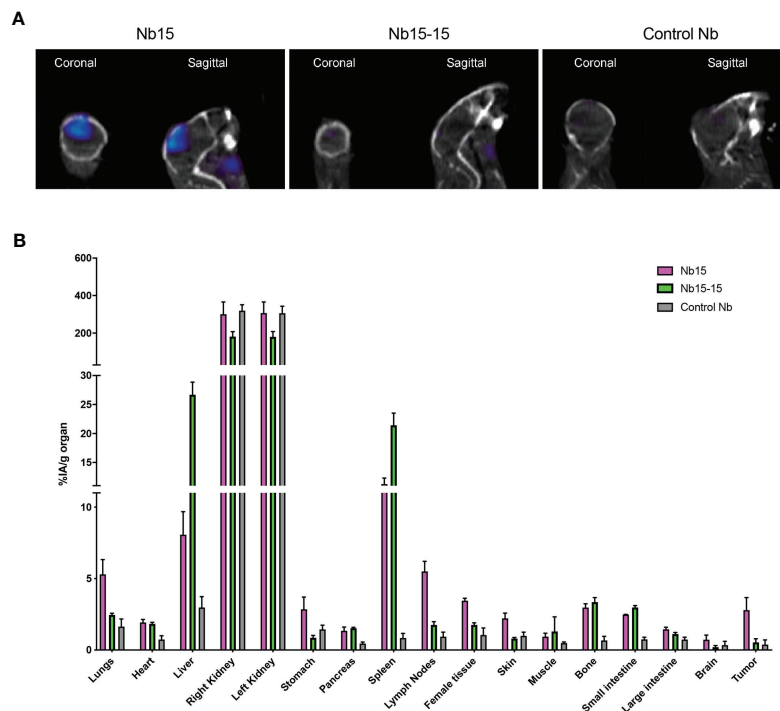 A
Nb15 Nb15-15 Control Nb
Coronal Sagittal Coronal Sagittal Coronal Sagittal
B
%IA/g organ
600
400
200
30
25
20
15
10
5
0
Nb15
Nb15-15
Control Nb
Lungs
Heart
Liver
Right Kidney
Left Kidney
Stomach
Pancreas
Spleen
Lymph Nodes
Female tissue
Skin
Muscle
Bone
Small intestine
Large intestine
Brain
Tumor